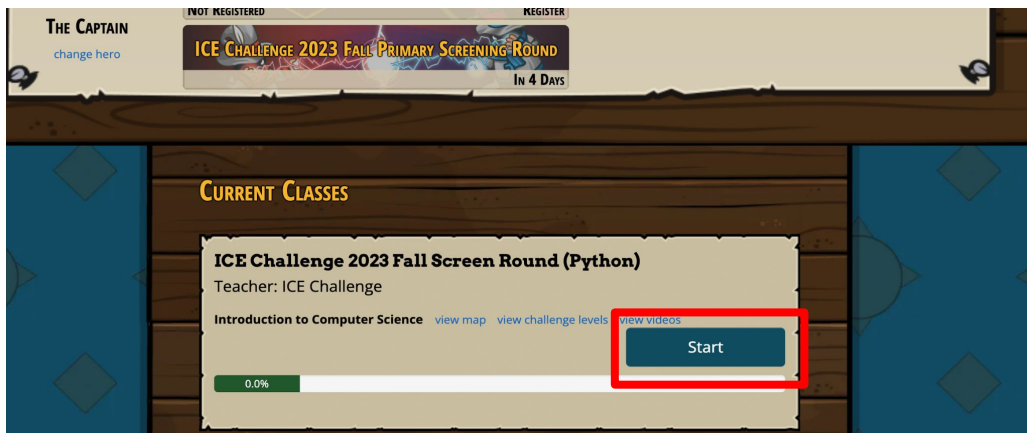 NOT REGISTERED REGISTER
THE CAPTAIN
change hero
ICE CHALLENGE 2023 FALL PRIMARY SCREENING ROUND
IN 4 DAYS
CURRENT CLASSES
ICE Challenge 2023 Fall Screen Round (Python)
Teacher: ICE Challenge
Introduction to Computer Science view map view challenge levels view videos
Start
0.0%